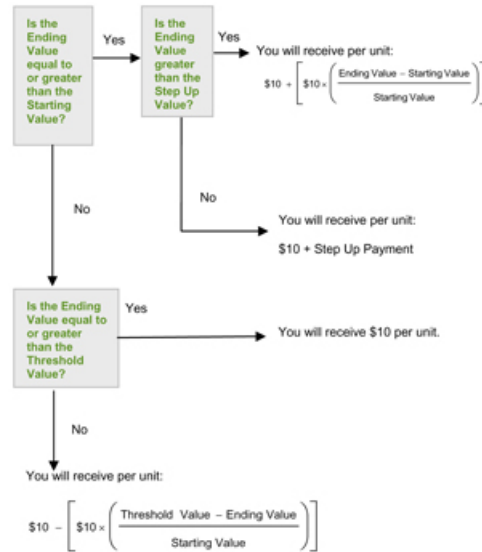 Is the
Ending
Value
equal to
or greater
than the
Starting
Value?
Yes
Is the
Ending
Value
greater
than the
Step Up
Value?
Yes
You will receive per unit:
$10 + [ $10 × ( Ending Value − Starting Value
Starting Value ) ]
No
No
You will receive per unit:
$10 + Step Up Payment
Is the Ending
Value equal to
or greater
than the
Threshold
Value?
Yes
You will receive $10 per unit.
No
You will receive per unit:
$10 − [ $10 × ( Threshold Value − Ending Value
Starting Value ) ]